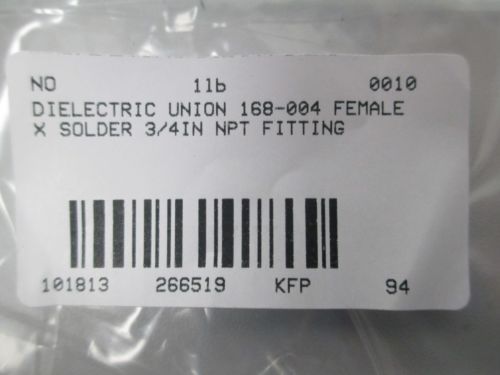 NO 11b 0010
DIELECTRIC UNION 168-004 FEMALE
X SOLDER 3/4IN NPT FITTING
101813 266519 KFP 94